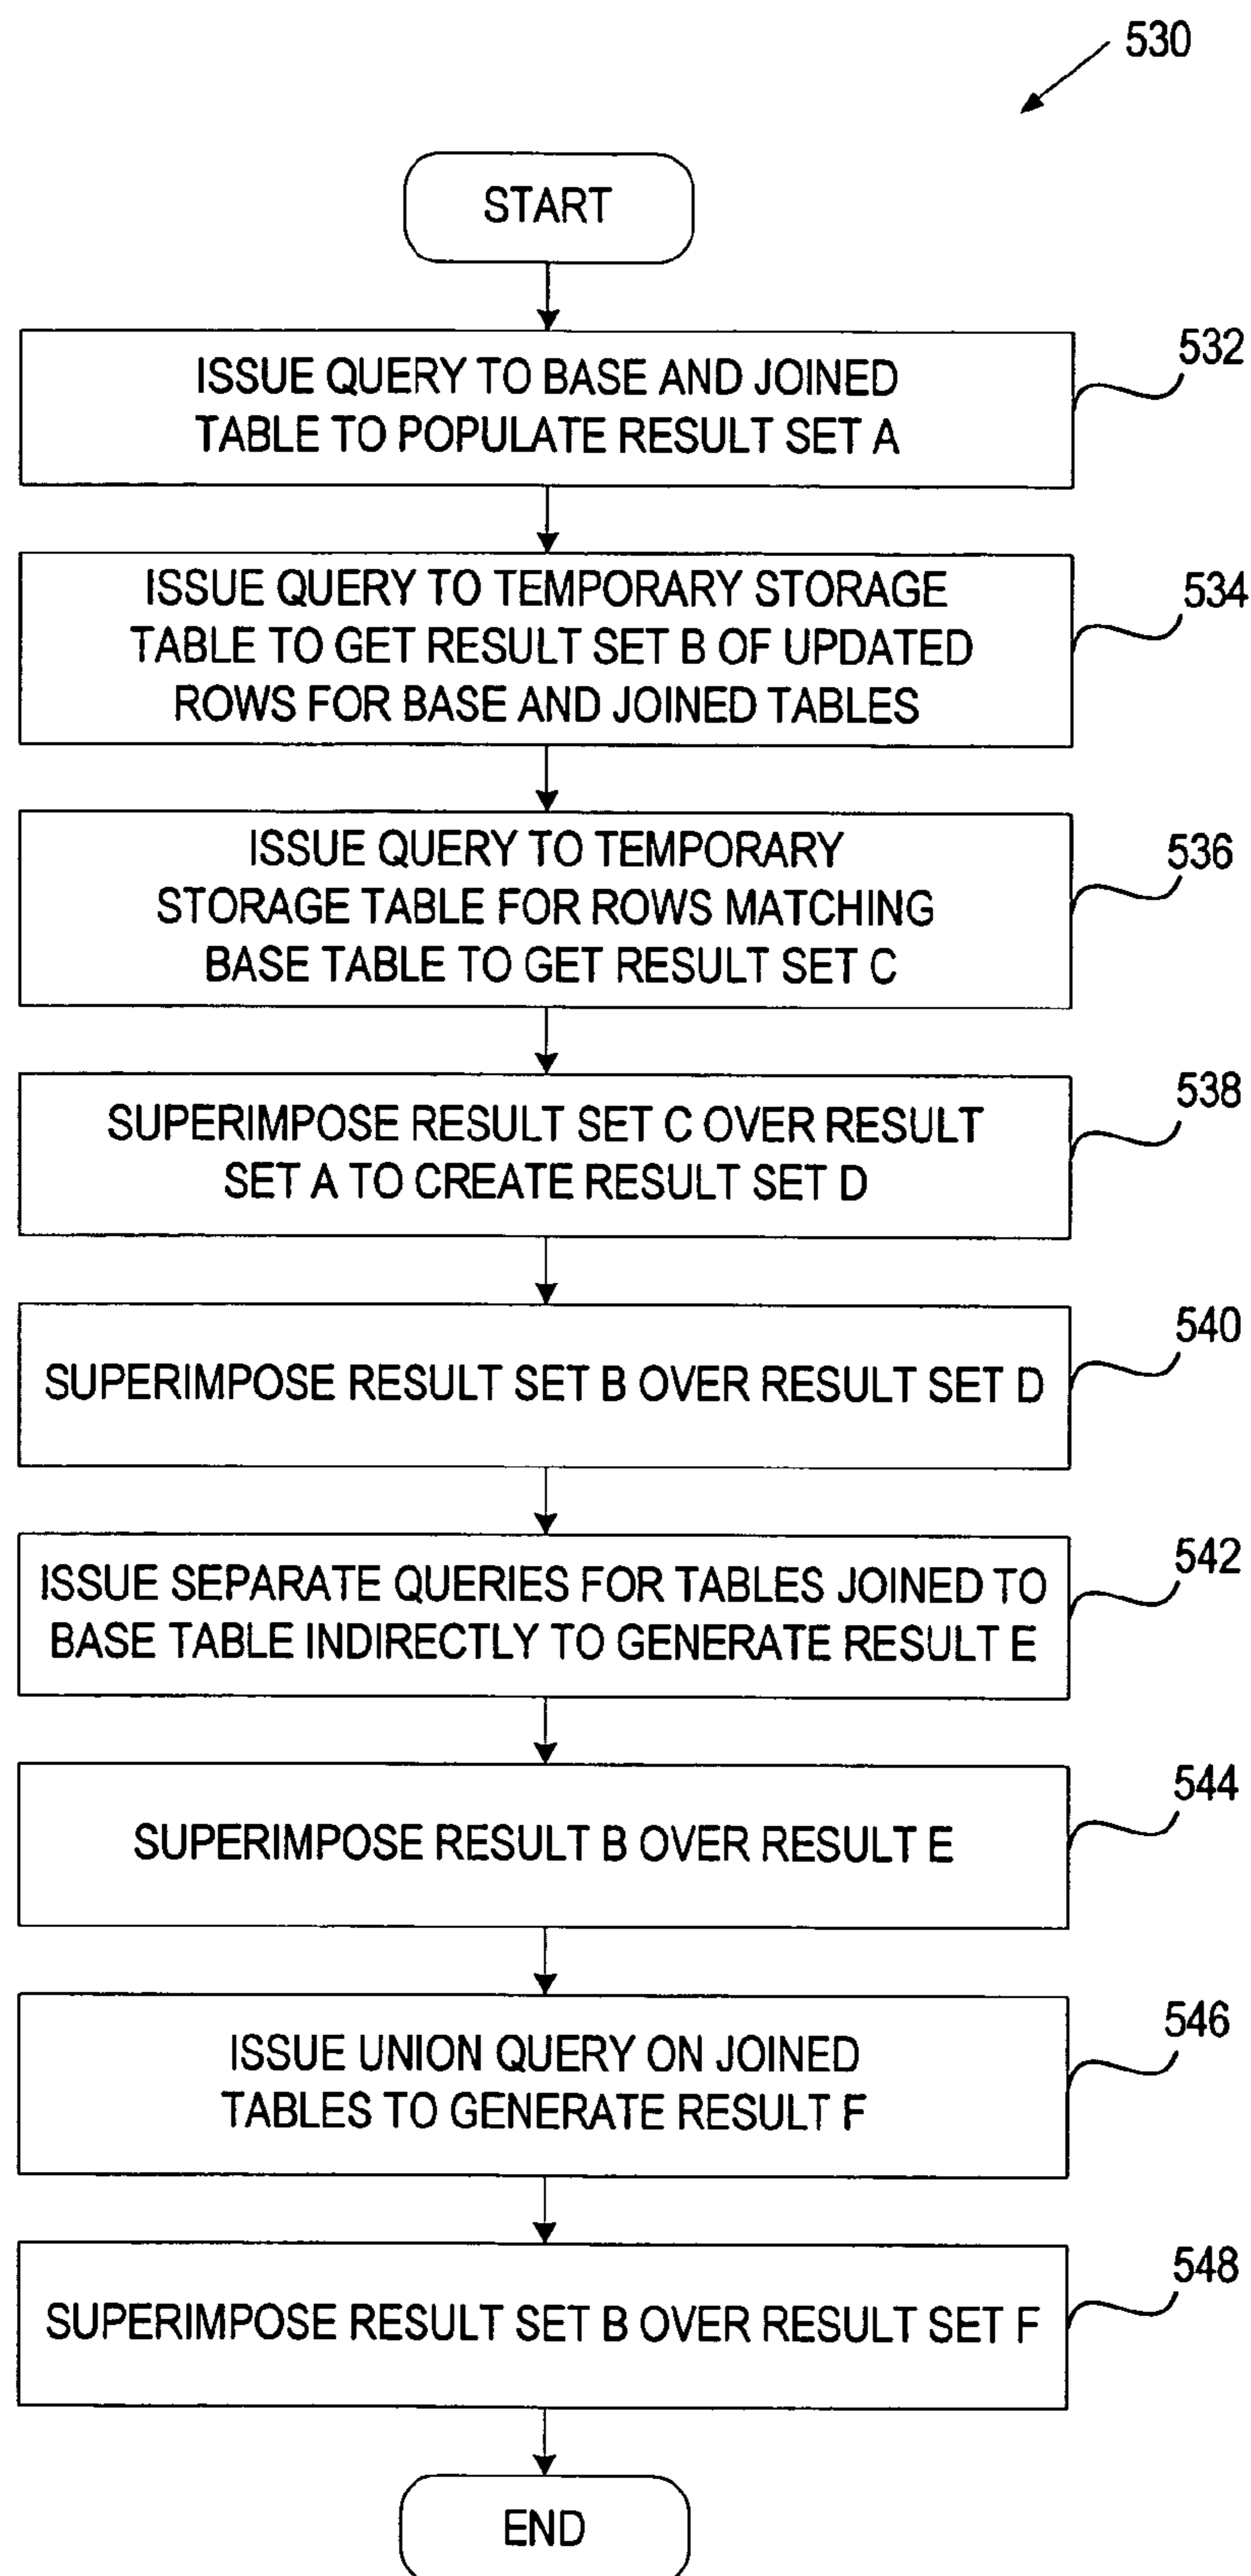 530
START
ISSUE QUERY TO BASE AND JOINED
TABLE TO POPULATE RESULT SET A
532
ISSUE QUERY TO TEMPORARY STORAGE
TABLE TO GET RESULT SET B OF UPDATED
ROWS FOR BASE AND JOINED TABLES
534
ISSUE QUERY TO TEMPORARY
STORAGE TABLE FOR ROWS MATCHING
BASE TABLE TO GET RESULT SET C
536
SUPERIMPOSE RESULT SET C OVER RESULT
SET A TO CREATE RESULT SET D
538
SUPERIMPOSE RESULT SET B OVER RESULT SET D
540
ISSUE SEPARATE QUERIES FOR TABLES JOINED TO
BASE TABLE INDIRECTLY TO GENERATE RESULT E
542
SUPERIMPOSE RESULT B OVER RESULT E
544
ISSUE UNION QUERY ON JOINED
TABLES TO GENERATE RESULT F
546
SUPERIMPOSE RESULT SET B OVER RESULT SET F
548
END